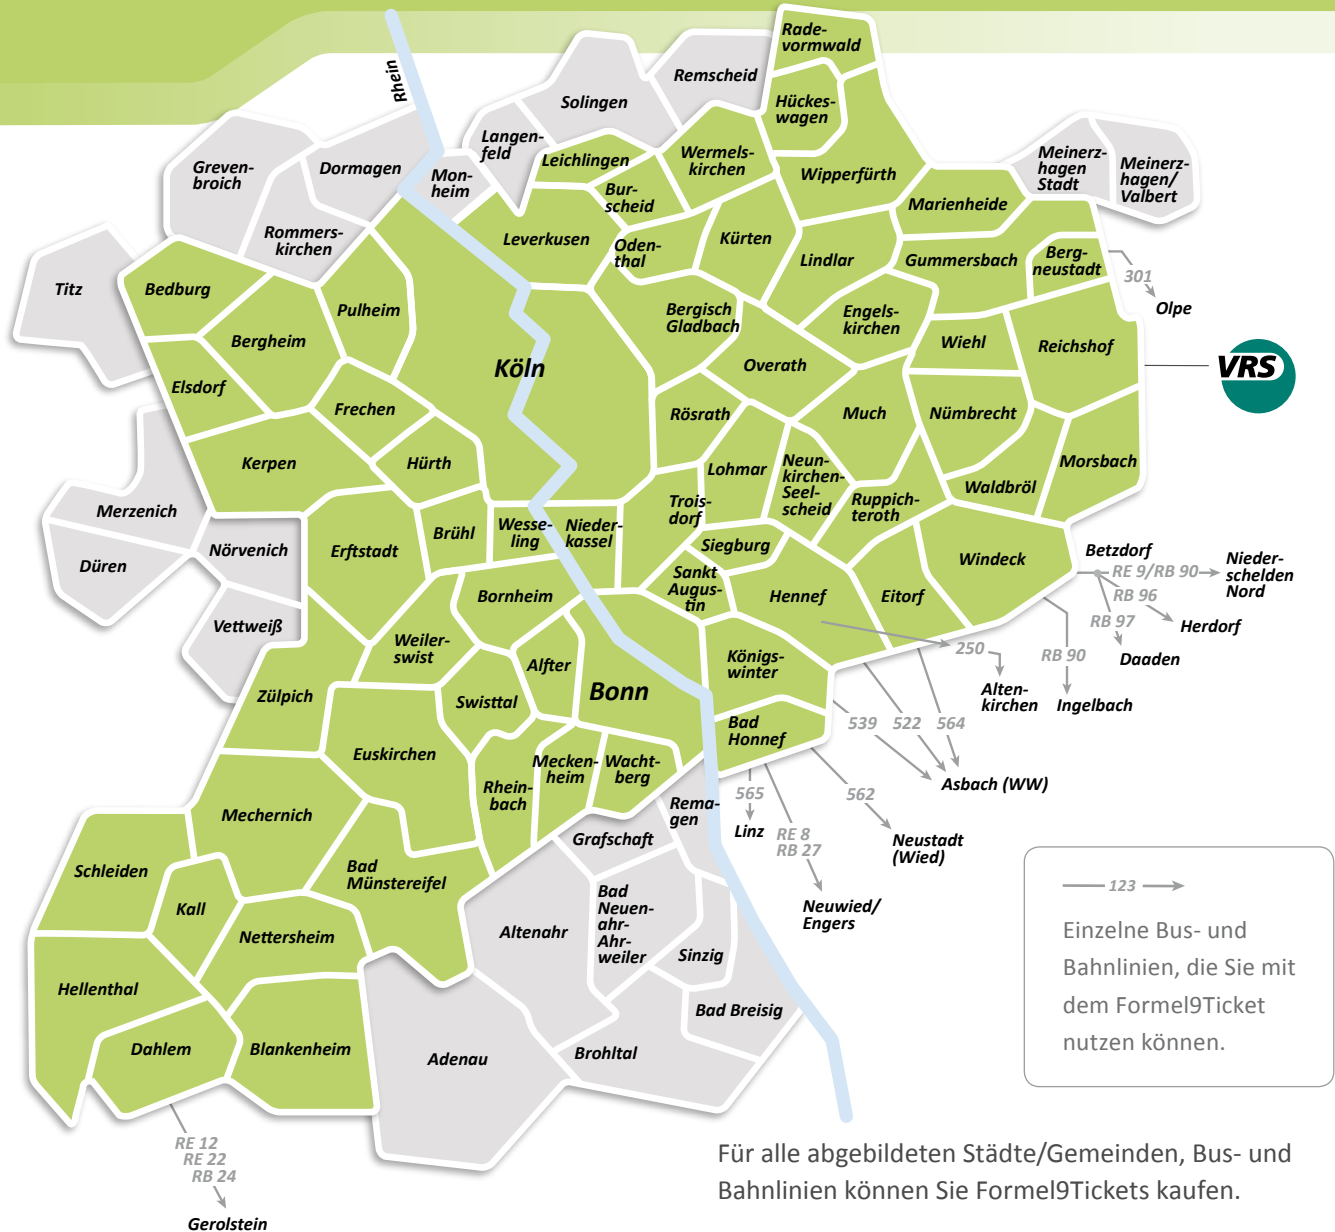 Rade-
vormwald
Rhein
Remscheid
Solingen
Hückes-
wagen
Langen-
feld
Leichlingen
Wermels-
kirchen
Wipperfürth
Meinerz-
hagen
Stadt
Meinerz-
hagen/
Valbert
Greven-
broich
Dormagen
Mon-
heim
Bur-
scheid
Marienheide
Rommers-
kirchen
Leverkusen
Oden-
thal
Kürten
Lindlar
Gummersbach
Berg-
neustadt
301
Olpe
Titz
Bedburg
Pulheim
Bergheim
Bergisch
Gladbach
Engels-
kirchen
Wiehl
Reichshof
VRS
Köln
Overath
Elsdorf
Frechen
Rösrath
Much
Nümbrecht
Kerpen
Hürth
Lohmar
Neun-
kirchen-
Seel-
scheid
Morsbach
Waldbröl
Merzenich
Trois-
dorf
Ruppich-
teroth
Nörvenich
Erftstadt
Brühl
Wesse-
ling
Nieder-
kassel
Siegburg
Windeck
Düren
Betzdorf
RE 9/RB 90
Nieder-
schelden
Nord
RB 96
Herdorf
RB 97
Daaden
Sankt
Augus-
tin
Hennef
Eitorf
Bornheim
Vettweiß
Weiler-
swist
Alfter
Königs-
winter
250
Alten-
kirchen
RB 90
Ingelbach
Zülpich
Swisttal
Bonn
Bad
Honnef
539
522
564
Asbach (WW)
Euskirchen
Rhein-
bach
Mecken-
heim
Wacht-
berg
565
Linz
562
Neustadt
(Wied)
RE 8
RB 27
Neuwied/
Engers
Mechernich
Rema-
gen
Grafschaft
Schleiden
Bad
Münstereifel
Kall
Nettersheim
Altenahr
Bad
Neuen-
ahr-
Ahr-
weiler
Sinzig
Hellenthal
Bad Breisig
Dahlem
Blankenheim
Adenau
Brohltal
RE 12
RE 22
RB 24
Gerolstein
123
Einzelne Bus- und
Bahnlinien, die Sie mit
dem Formel9Ticket
nutzen können.
Für alle abgebildeten Städte/Gemeinden, Bus- und
Bahnlinien können Sie Formel9Tickets kaufen.